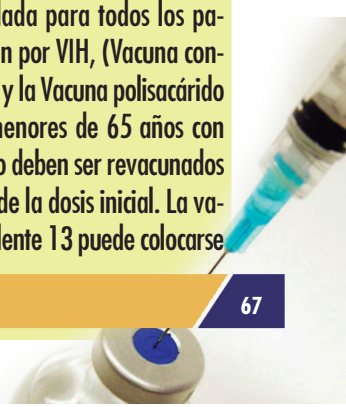 lada para todos los pa-
n por VIH, (Vacuna con-
y la Vacuna polisacárido
menores de 65 años con
o deben ser revacunados
de la dosis inicial. La va-
lente 13 puede colocarse
67